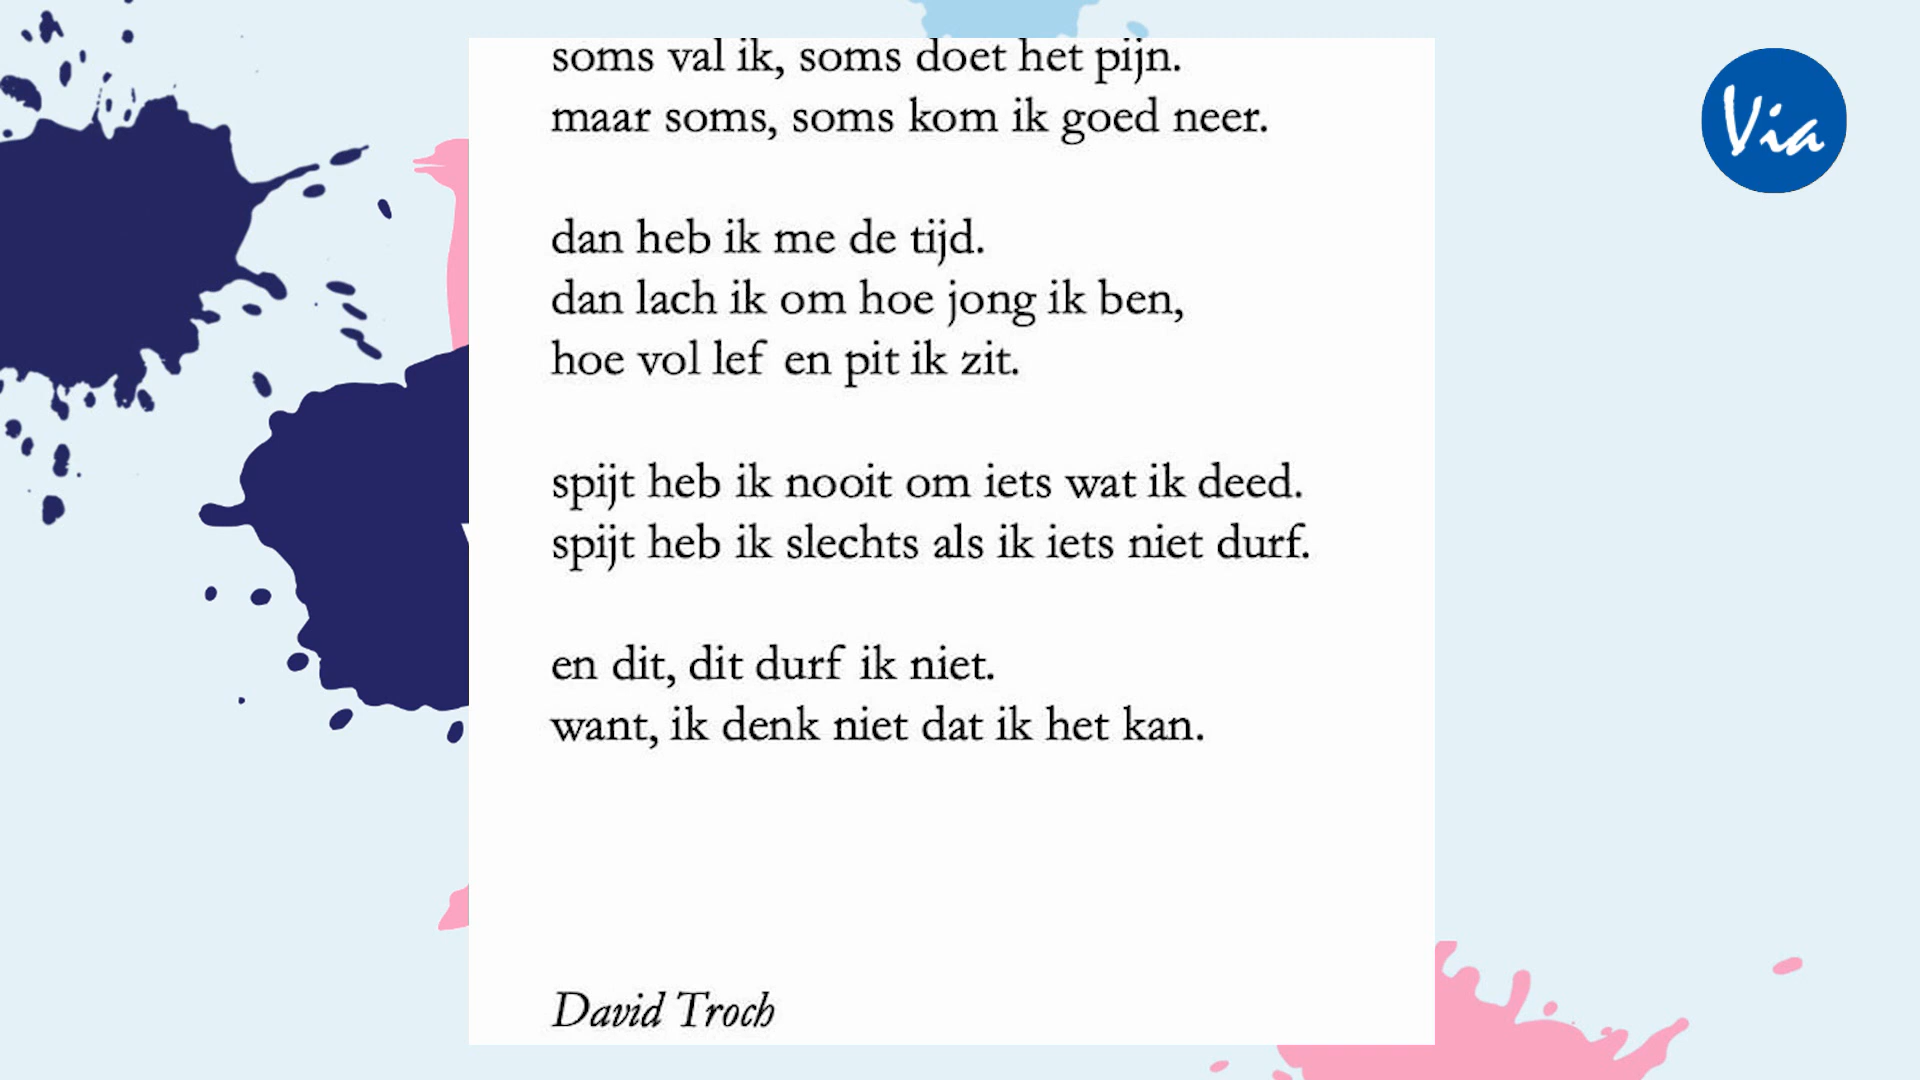 soms val ik, soms doet het pijn.
maar soms, soms kom ik goed neer.
dan heb ik me de tijd.
dan lach ik om hoe jong ik ben,
hoe vol lef en pit ik zit.
spijt heb ik nooit om iets wat ik deed.
spijt heb ik slechts als ik iets niet durf.
en dit, dit durf ik niet.
want, ik denk niet dat ik het kan.
David Troch
Via